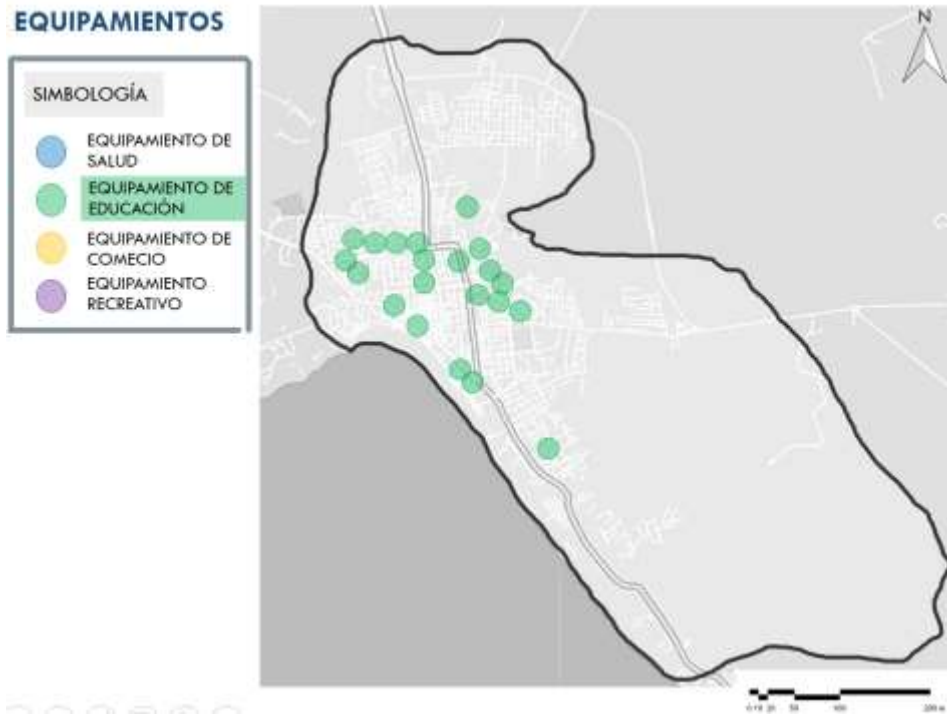 EQUIPAMIENTOS
SIMBOLOGÍA
EQUIPAMIENTO DE
SALUD
EQUIPAMIENTO DE
EDUCACIÓN
EQUIPAMIENTO DE
COMECIO
EQUIPAMIENTO
RECREATIVO
N